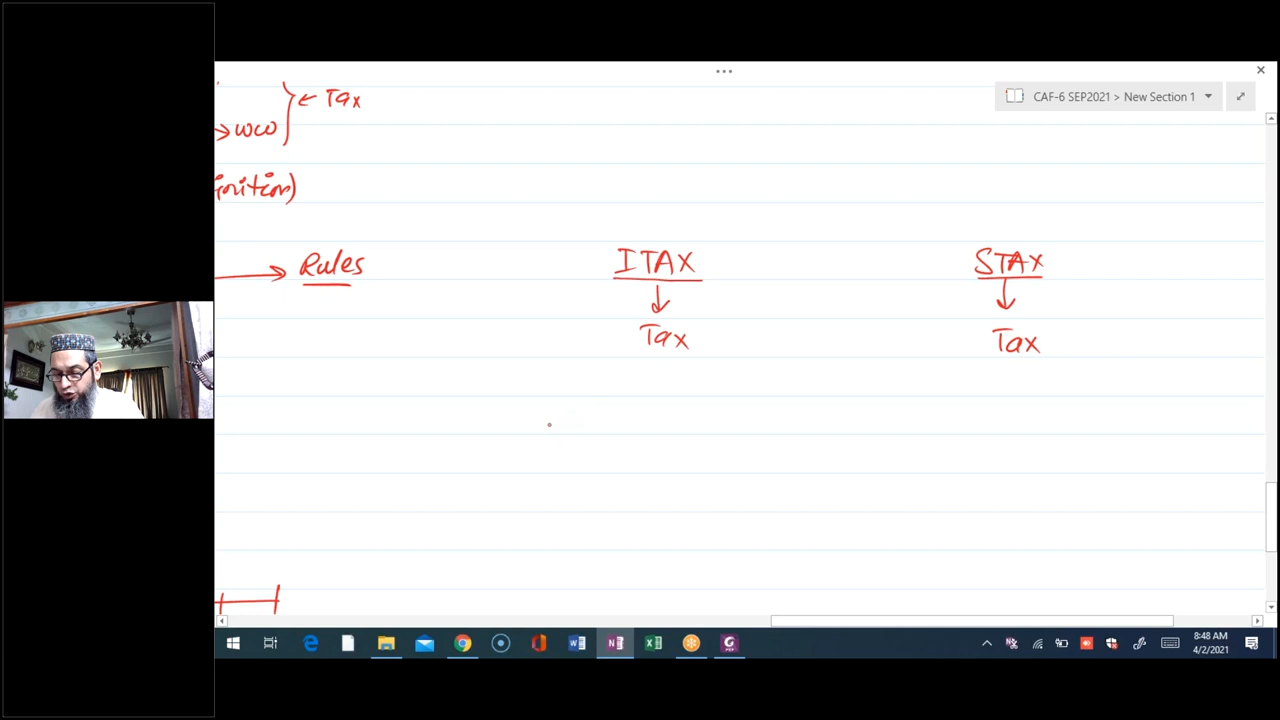 ← Tax
CAF-6 SEP2021 > New Section 1
→ WCO
inition)
→ Rules
ITAX
STAX
↓
↓
Tax
Tax
8:48 AM
4/2/2021